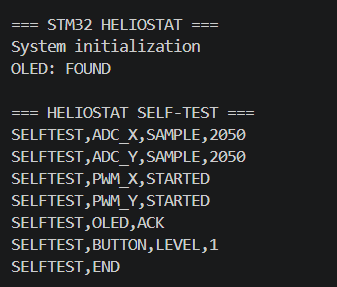 === STM32 HELIOSTAT ===
System initialization
OLED: FOUND

=== HELIOSTAT SELF-TEST ===
SELFTEST,ADC_X,SAMPLE,2050
SELFTEST,ADC_Y,SAMPLE,2050
SELFTEST,PWM_X,STARTED
SELFTEST,PWM_Y,STARTED
SELFTEST,OLED,ACK
SELFTEST,BUTTON,LEVEL,1
SELFTEST,END